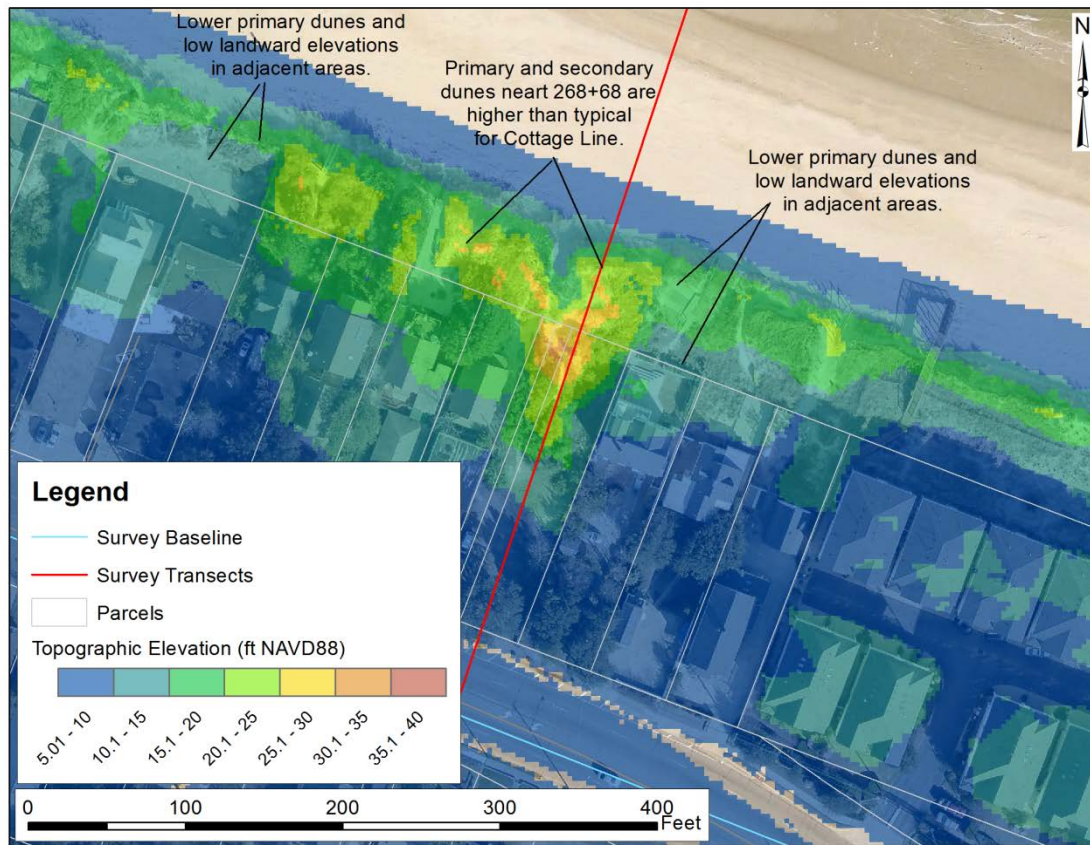 Lower primary dunes and
low landward elevations
in adjacent areas.
Primary and secondary
dunes neart 268+68 are
higher than typical
for Cottage Line.
Lower primary dunes and
low landward elevations
in adjacent areas.
N
Legend
Survey Baseline
Survey Transects
Parcels
Topographic Elevation (ft NAVD88)
5.01 - 10
10.1 - 15
15.1 - 20
20.1 - 25
25.1 - 30
30.1 - 35
35.1 - 40
0 100 200 300 400
Feet